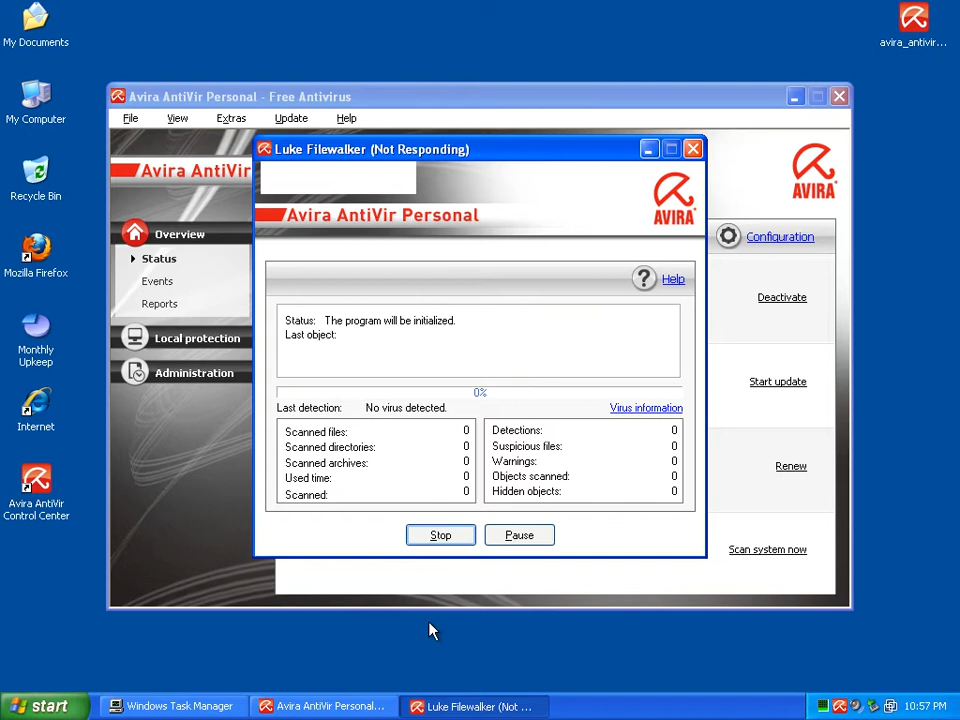 My Documents
My Computer
Recycle Bin
Mozilla Firefox
Monthly
Upkeep
Internet
Avira AntiVir
Control Center
avira_antivir...
Avira AntiVir Personal - Free Antivirus
File View Extras Update Help
Avira AntiVir
AVIRA
Overview
Status
Events
Reports
Local protection
Administration
Configuration
Deactivate
Start update
Renew
Scan system now
Luke Filewalker (Not Responding)
Avira AntiVir Personal
AVIRA
? Help
Status: The program will be initialized.
Last object:
0%
Last detection: No virus detected. Virus information
Scanned files: 0
Scanned directories: 0
Scanned archives: 0
Used time: 0
Scanned: 0
Detections: 0
Suspicious files: 0
Warnings: 0
Objects scanned: 0
Hidden objects: 0
Stop Pause
start Windows Task Manager Avira AntiVir Personal... Luke Filewalker (Not ... 10:57 PM